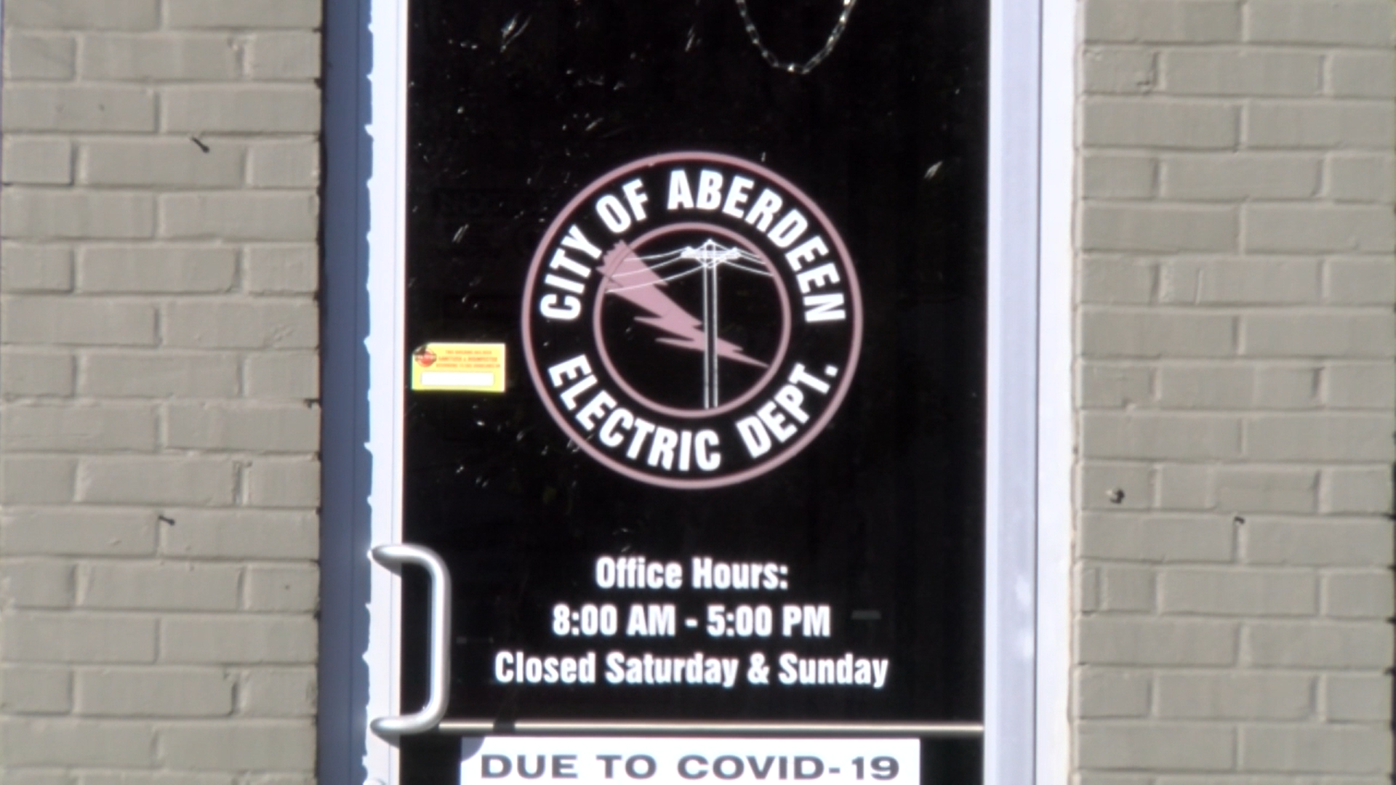 CITY OF ABERDEEN
ELECTRIC DEPT.
Office Hours:
8:00 AM - 5:00 PM
Closed Saturday & Sunday
DUE TO COVID-19